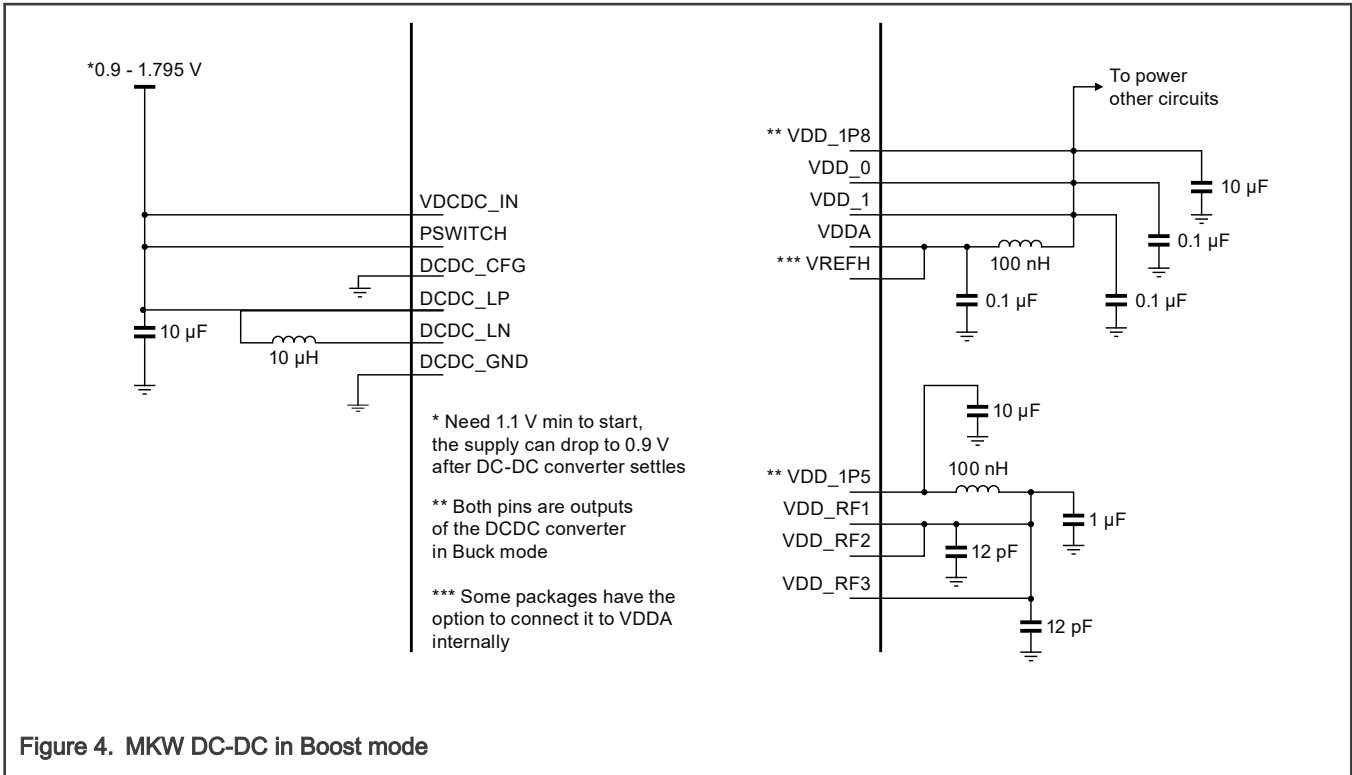 *0.9 - 1.795 V
VDCDC_IN
PSWITCH
DCDC_CFG
DCDC_LP
DCDC_LN
DCDC_GND
10 µF
10 µH
* Need 1.1 V min to start,
the supply can drop to 0.9 V
after DC-DC converter settles
** Both pins are outputs
of the DCDC converter
in Buck mode
*** Some packages have the
option to connect it to VDDA
internally
To power
other circuits
** VDD_1P8
VDD_0
VDD_1
VDDA
*** VREFH
10 µF
0.1 µF
100 nH
0.1 µF
0.1 µF
10 µF
100 nH
** VDD_1P5
VDD_RF1
VDD_RF2
VDD_RF3
1 µF
12 pF
12 pF
Figure 4. MKW DC-DC in Boost mode